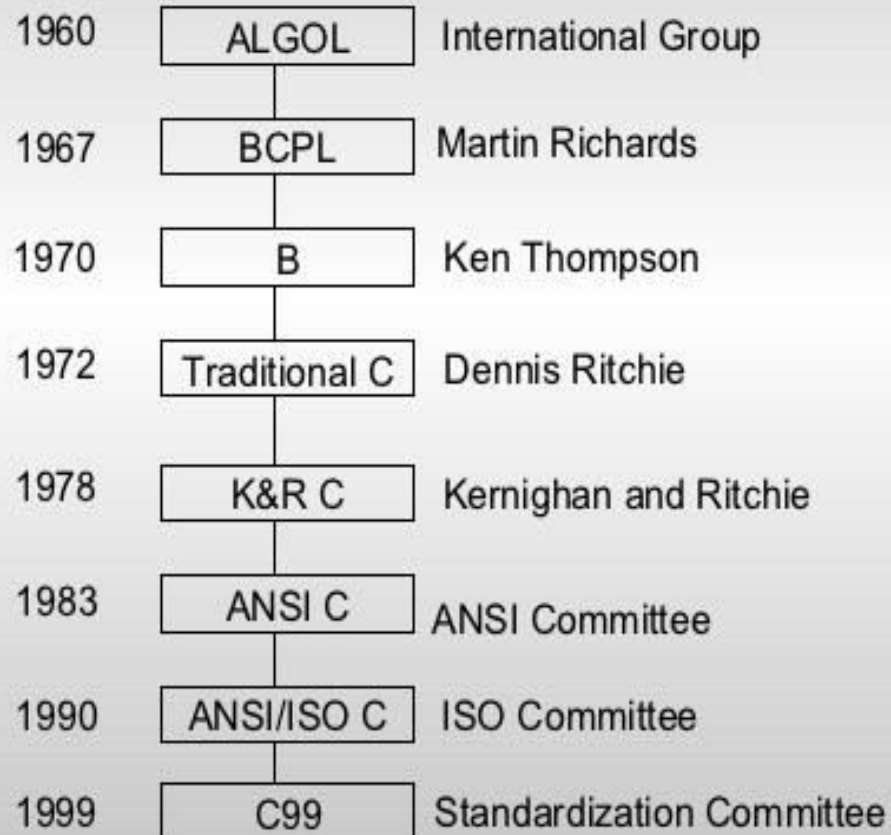 1960 ALGOL International Group
1967 BCPL Martin Richards
1970 B Ken Thompson
1972 Traditional C Dennis Ritchie
1978 K&R C Kernighan and Ritchie
1983 ANSI C ANSI Committee
1990 ANSI/ISO C ISO Committee
1999 C99 Standardization Committee